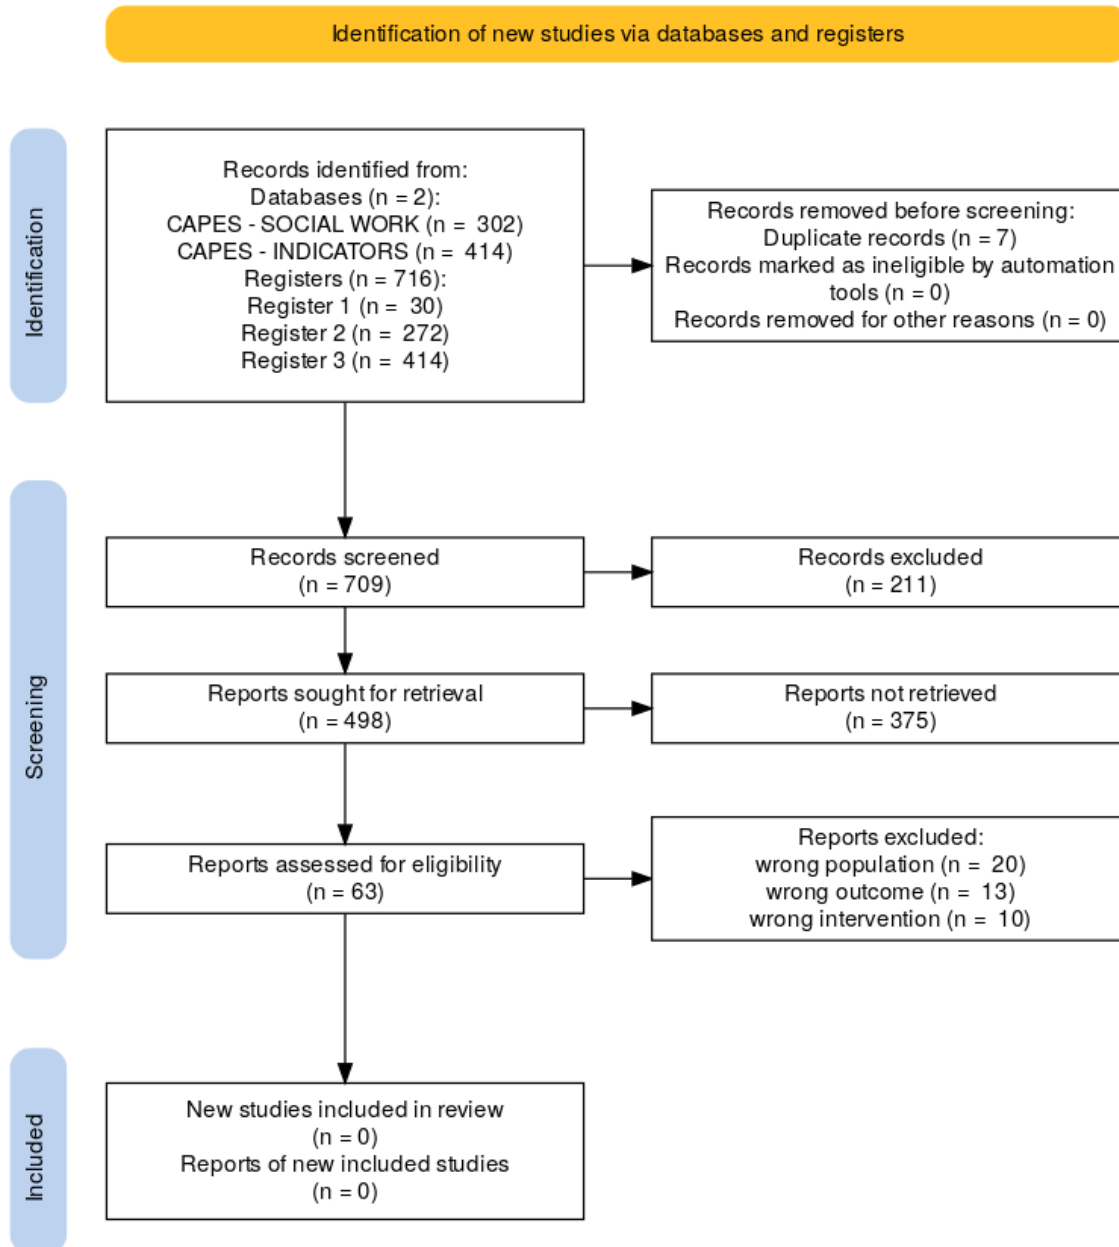 Identification of new studies via databases and registers
Identification
Records identified from:
Databases (n = 2):
CAPES - SOCIAL WORK (n = 302)
CAPES - INDICATORS (n = 414)
Registers (n = 716):
Register 1 (n = 30)
Register 2 (n = 272)
Register 3 (n = 414)
Records removed before screening:
Duplicate records (n = 7)
Records marked as ineligible by automation
tools (n = 0)
Records removed for other reasons (n = 0)
Screening
Records screened
(n = 709)
Records excluded
(n = 211)
Reports sought for retrieval
(n = 498)
Reports not retrieved
(n = 375)
Reports assessed for eligibility
(n = 63)
Reports excluded:
wrong population (n = 20)
wrong outcome (n = 13)
wrong intervention (n = 10)
Included
New studies included in review
(n = 0)
Reports of new included studies
(n = 0)